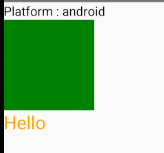 Platform : android
Hello